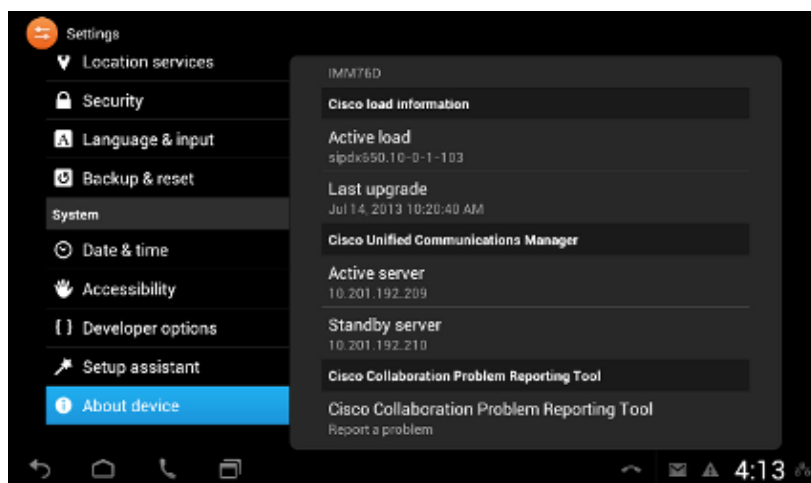 Settings
Location services
Security
Language & input
Backup & reset
System
Date & time
Accessibility
{ } Developer options
Setup assistant
About device
IMM76D
Cisco load information
Active load
sipdx650.10-0-1-103
Last upgrade
Jul 14, 2013 10:20:40 AM
Cisco Unified Communications Manager
Active server
10.201.192.209
Standby server
10.201.192.210
Cisco Collaboration Problem Reporting Tool
Cisco Collaboration Problem Reporting Tool
Report a problem
4:13